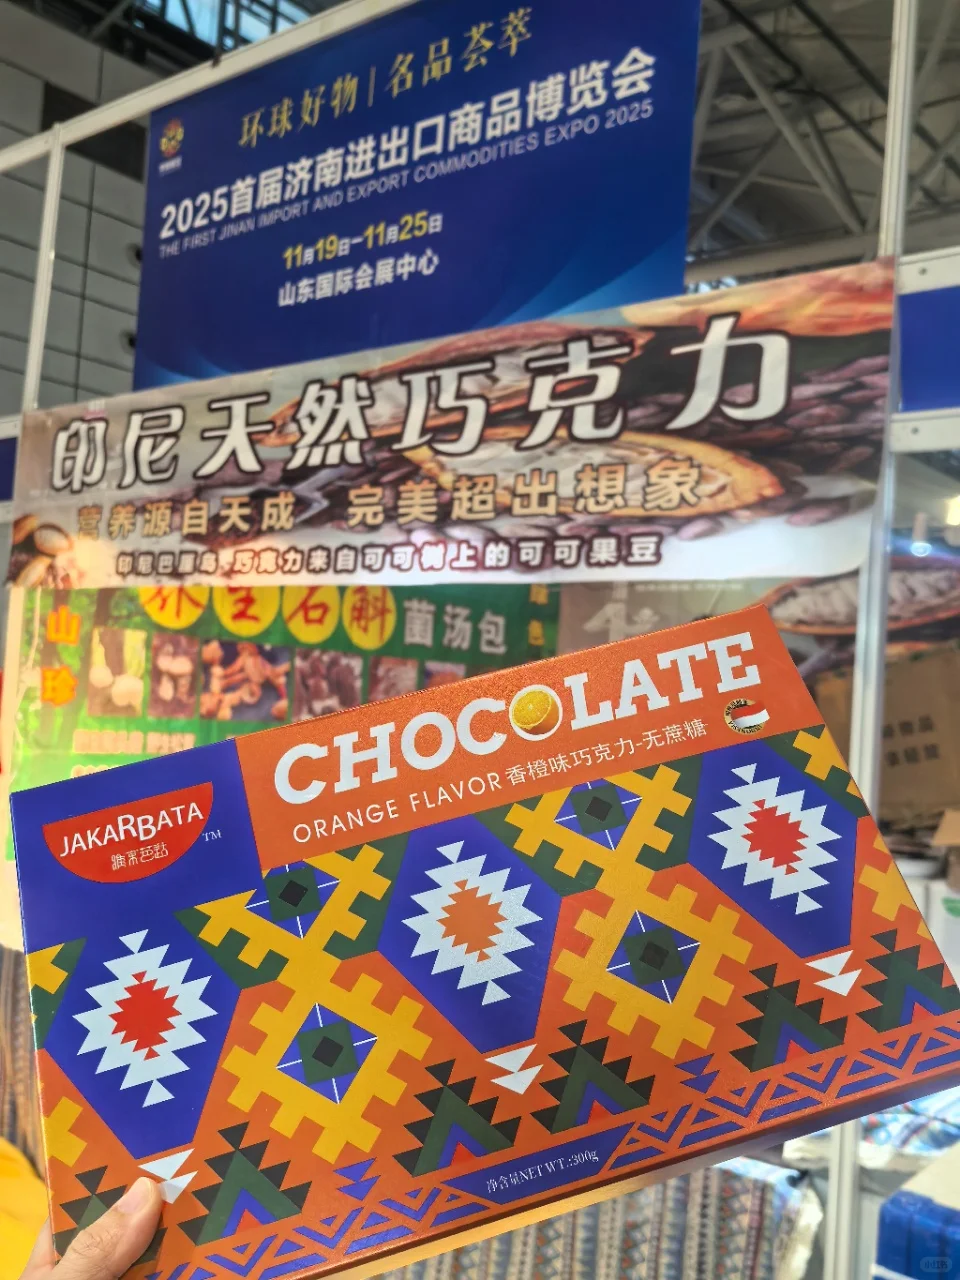 环球好物|名品荟萃
2025首届济南进出口商品博览会
THE FIRST JINAN IMPORT AND EXPORT COMMODITIES EXPO 2025
11月19日-11月25日
山东国际会展中心
印尼天然巧克力
营养源自天成 完美超出想象
印尼巴厘岛巧克力来自可可树上的可可果豆
山珍
养生石斛
菌汤包
CHOCOLATE
ORANGE FLAVOR 香橙味巧克力-无蔗糖
JAKARBATA TM
净含量NET WT.:300g